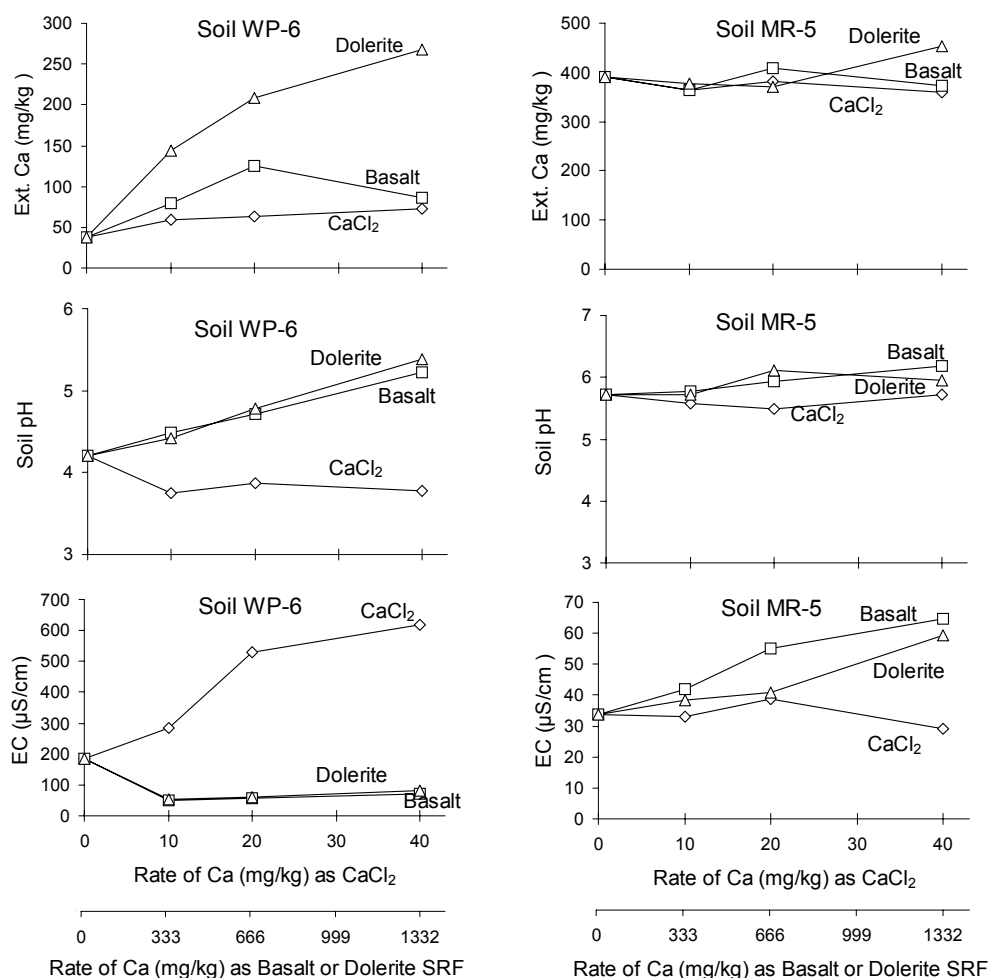 Soil WP-6
Ext. Ca (mg/kg )
300
250
200
150
100
50
0
Dolerite
Basalt
CaCl₂
Soil MR-5
Ext. Ca (mg/kg )
500
400
300
200
100
0
Dolerite
Basalt
CaCl₂
Soil WP-6
Soil pH
6
5
4
3
Dolerite
Basalt
CaCl₂
Soil MR-5
Soil pH
7
6
5
4
3
Basalt
Dolerite
CaCl₂
Soil WP-6
EC (µS/cm )
700
600
500
400
300
200
100
0
CaCl₂
Dolerite
Basalt
0 10 20 30 40
Rate of Ca (mg/kg) as CaCl₂
0 333 666 999 1332
Rate of Ca (mg/kg) as Basalt or Dolerite SRF
Soil MR-5
EC (µS/cm )
70
60
50
40
30
20
10
0
Basalt
Dolerite
CaCl₂
0 10 20 30 40
Rate of Ca (mg/kg) as CaCl₂
0 333 666 999 1332
Rate of Ca (mg/kg) as Basalt or Dolerite SRF